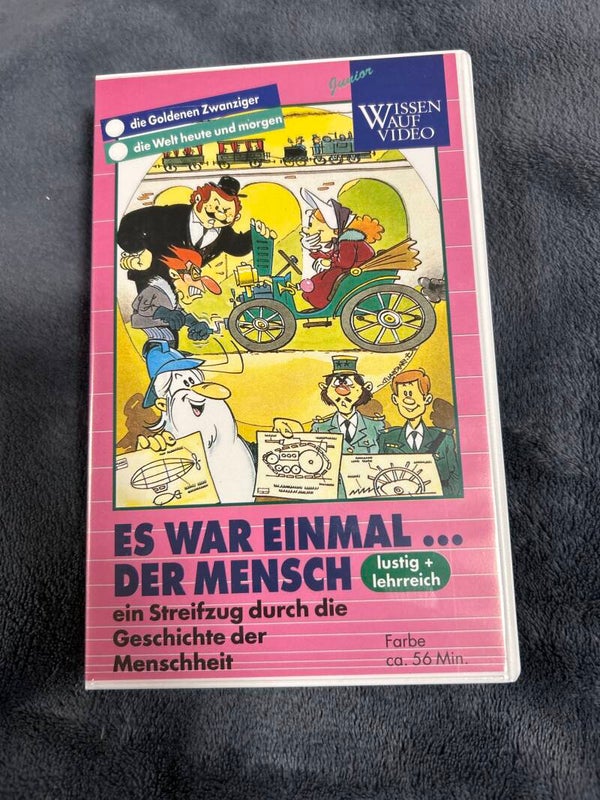 die Goldenen Zwanziger
die Welt heute und morgen
Junior
WISSEN
AUF
VIDEO
ES WAR EINMAL ...
DER MENSCH
lustig +
lehrreich
ein Streifzug durch die
Geschichte der
Menschheit
Farbe
ca. 56 Min.